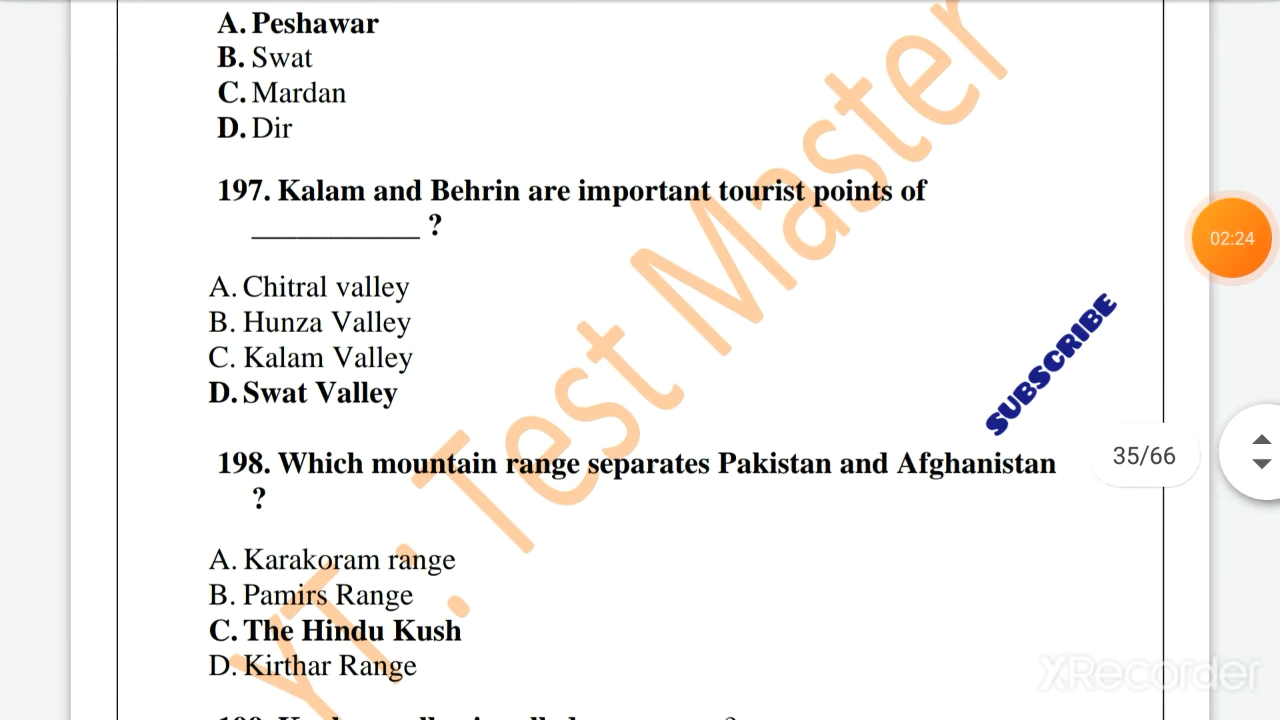 A. Peshawar
B. Swat
C. Mardan
D. Dir
197. Kalam and Behrin are important tourist points of
____________ ?
A. Chitral valley
B. Hunza Valley
C. Kalam Valley
D. Swat Valley
198. Which mountain range separates Pakistan and Afghanistan
?
A. Karakoram range
B. Pamirs Range
C. The Hindu Kush
D. Kirthar Range
YT : Test Master
SUBSCRIBE
02:24
35/66
XRecorder